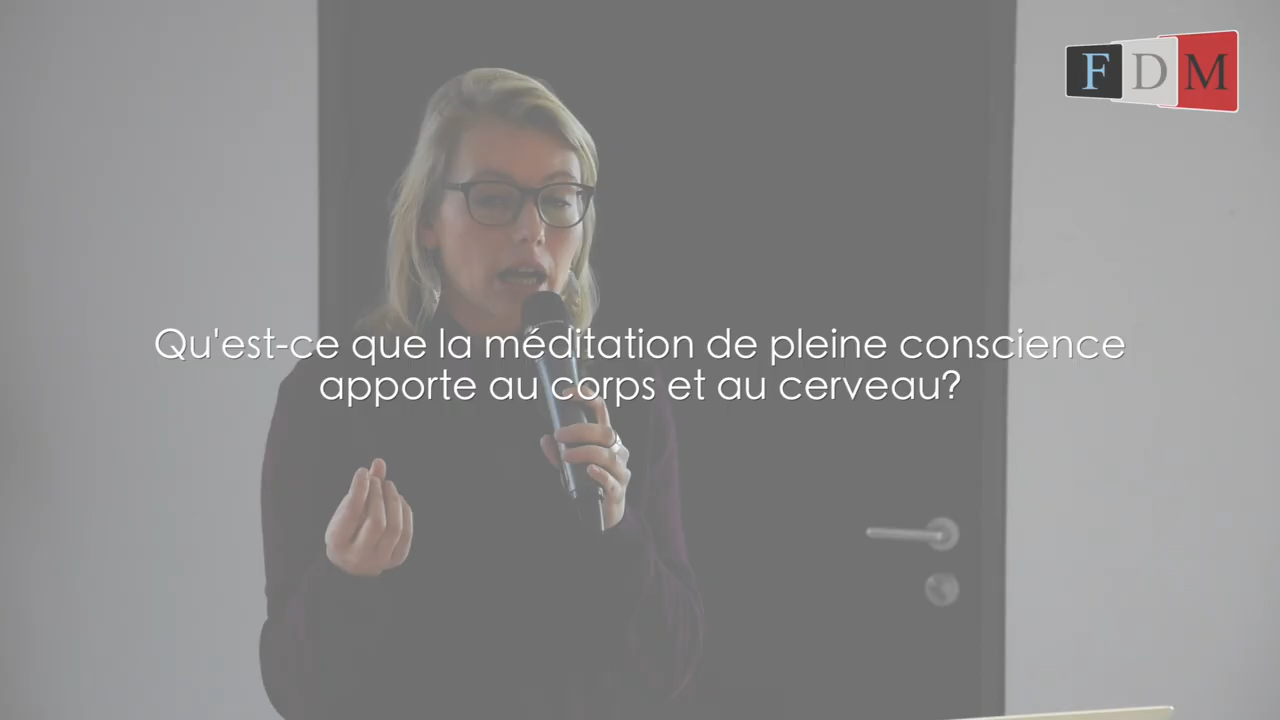 FDM
Qu'est-ce que la méditation de pleine conscience
apporte au corps et au cerveau?